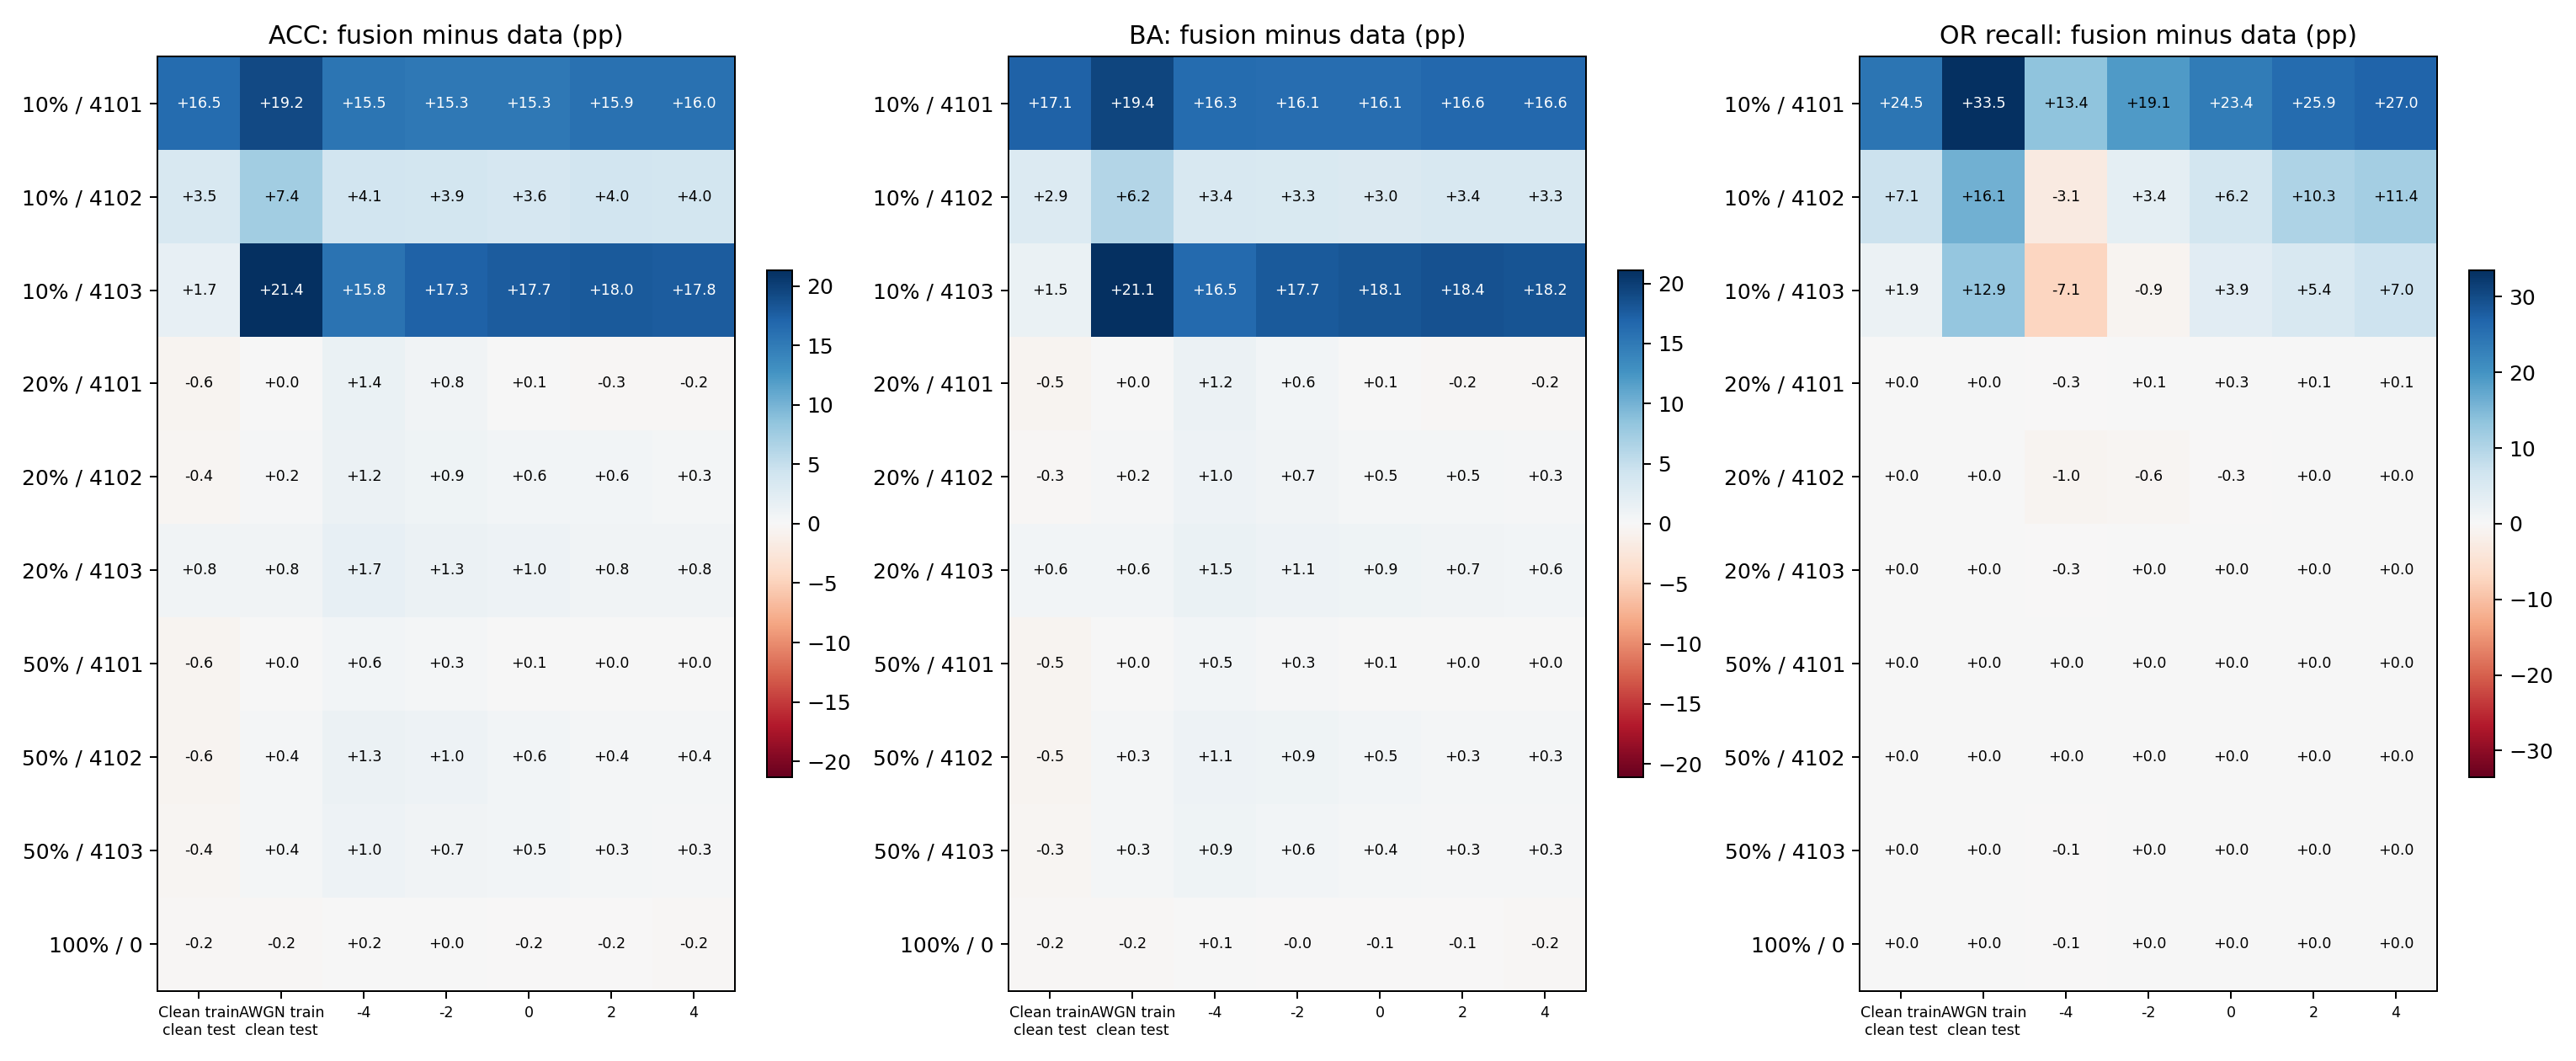 ACC: fusion minus data (pp)
10% / 4101 +16.5 +19.2 +15.5 +15.3 +15.3 +15.9 +16.0
10% / 4102 +3.5 +7.4 +4.1 +3.9 +3.6 +4.0 +4.0
10% / 4103 +1.7 +21.4 +15.8 +17.3 +17.7 +18.0 +17.8
20% / 4101 -0.6 +0.0 +1.4 +0.8 +0.1 -0.3 -0.2
20% / 4102 -0.4 +0.2 +1.2 +0.9 +0.6 +0.6 +0.3
20% / 4103 +0.8 +0.8 +1.7 +1.3 +1.0 +0.8 +0.8
50% / 4101 -0.6 +0.0 +0.6 +0.3 +0.1 +0.0 +0.0
50% / 4102 -0.6 +0.4 +1.3 +1.0 +0.6 +0.4 +0.4
50% / 4103 -0.4 +0.4 +1.0 +0.7 +0.5 +0.3 +0.3
100% / 0 -0.2 -0.2 +0.2 +0.0 -0.2 -0.2 -0.2
Clean train AWGN train -4 -2 0 2 4
clean test clean test
20
15
10
5
0
−5
−10
−15
−20
BA: fusion minus data (pp)
10% / 4101 +17.1 +19.4 +16.3 +16.1 +16.1 +16.6 +16.6
10% / 4102 +2.9 +6.2 +3.4 +3.3 +3.0 +3.4 +3.3
10% / 4103 +1.5 +21.1 +16.5 +17.7 +18.1 +18.4 +18.2
20% / 4101 -0.5 +0.0 +1.2 +0.6 +0.1 -0.2 -0.2
20% / 4102 -0.3 +0.2 +1.0 +0.7 +0.5 +0.5 +0.3
20% / 4103 +0.6 +0.6 +1.5 +1.1 +0.9 +0.7 +0.6
50% / 4101 -0.5 +0.0 +0.5 +0.3 +0.1 +0.0 +0.0
50% / 4102 -0.5 +0.3 +1.1 +0.9 +0.5 +0.3 +0.3
50% / 4103 -0.3 +0.3 +0.9 +0.6 +0.4 +0.3 +0.3
100% / 0 -0.2 -0.2 +0.1 -0.0 -0.1 -0.1 -0.2
Clean train AWGN train -4 -2 0 2 4
clean test clean test
20
15
10
5
0
−5
−10
−15
−20
OR recall: fusion minus data (pp)
10% / 4101 +24.5 +33.5 +13.4 +19.1 +23.4 +25.9 +27.0
10% / 4102 +7.1 +16.1 -3.1 +3.4 +6.2 +10.3 +11.4
10% / 4103 +1.9 +12.9 -7.1 -0.9 +3.9 +5.4 +7.0
20% / 4101 +0.0 +0.0 -0.3 +0.1 +0.3 +0.1 +0.1
20% / 4102 +0.0 +0.0 -1.0 -0.6 -0.3 +0.0 +0.0
20% / 4103 +0.0 +0.0 -0.3 +0.0 +0.0 +0.0 +0.0
50% / 4101 +0.0 +0.0 +0.0 +0.0 +0.0 +0.0 +0.0
50% / 4102 +0.0 +0.0 +0.0 +0.0 +0.0 +0.0 +0.0
50% / 4103 +0.0 +0.0 -0.1 +0.0 +0.0 +0.0 +0.0
100% / 0 +0.0 +0.0 -0.1 +0.0 +0.0 +0.0 +0.0
Clean train AWGN train -4 -2 0 2 4
clean test clean test
30
20
10
0
−10
−20
−30